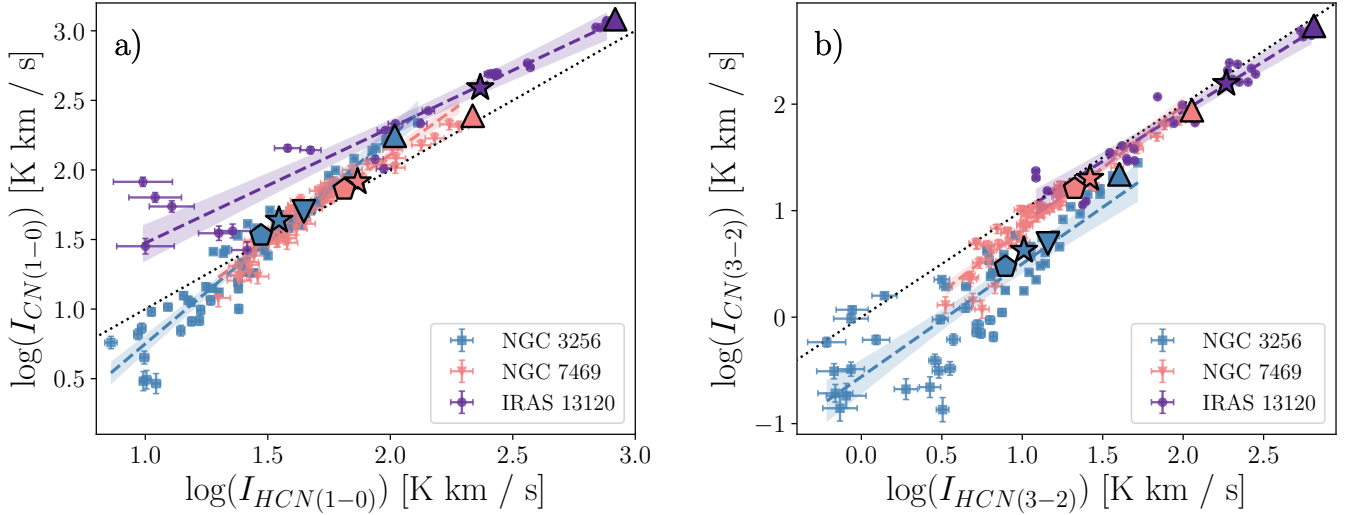 a)
log(I_{CN(1−0)}) [K km / s]
3.0
2.5
2.0
1.5
1.0
0.5
NGC 3256
NGC 7469
IRAS 13120
1.0 1.5 2.0 2.5 3.0
log(I_{HCN(1−0)}) [K km / s]
b)
log(I_{CN(3−2)}) [K km / s]
2
1
0
−1
NGC 3256
NGC 7469
IRAS 13120
0.0 0.5 1.0 1.5 2.0 2.5
log(I_{HCN(3−2)}) [K km / s]